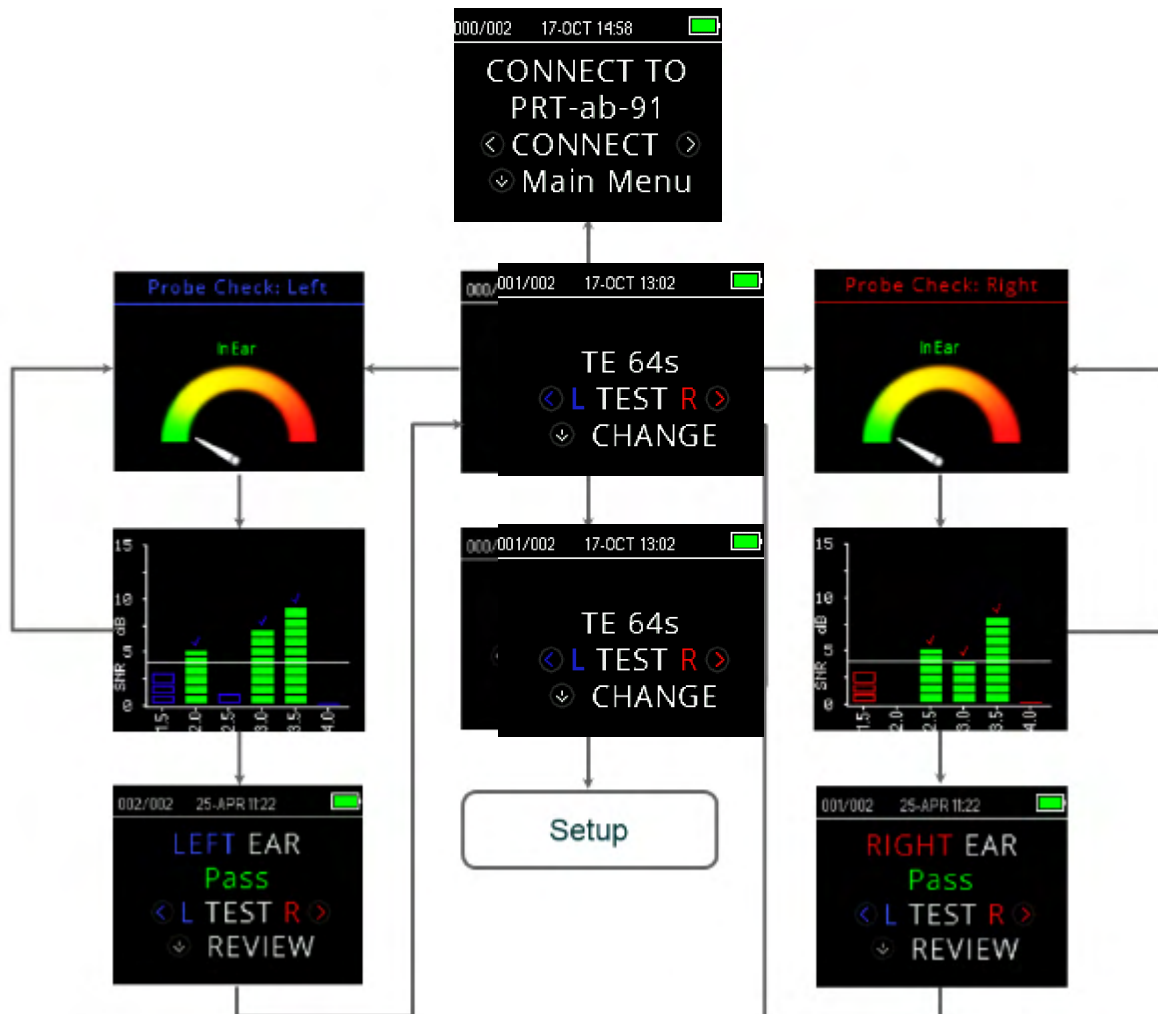 000/002 17-OCT 14:58
CONNECT TO
PRT-ab-91
CONNECT
Main Menu
Probe Check: Left
In Ear
000/
001/002 17-OCT 13:02
TE 64s
L TEST R
CHANGE
Probe Check: Right
In Ear
15
10
5
0
SNR dB
1.5 2.0 2.5 3.0 3.5 4.0
000/
001/002 17-OCT 13:02
TE 64s
L TEST R
CHANGE
15
10
5
0
SNR dB
1.5 2.0 2.5 3.0 3.5 4.0
002/002 25-APR 11:22
LEFT EAR
Pass
L TEST R
REVIEW
Setup
001/002 25-APR 11:22
RIGHT EAR
Pass
L TEST R
REVIEW